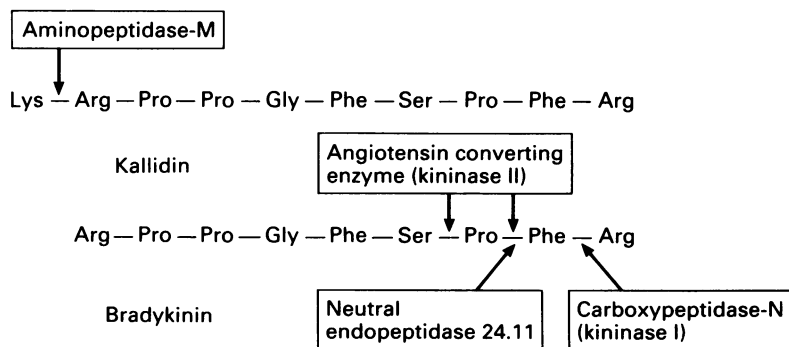 Aminopeptidase-M
Lys — Arg — Pro — Pro — Gly — Phe — Ser — Pro — Phe — Arg
Kallidin
Angiotensin converting
enzyme (kininase II)
Arg — Pro — Pro — Gly — Phe — Ser — Pro — Phe — Arg
Bradykinin
Neutral
endopeptidase 24.11
Carboxypeptidase-N
(kininase I)